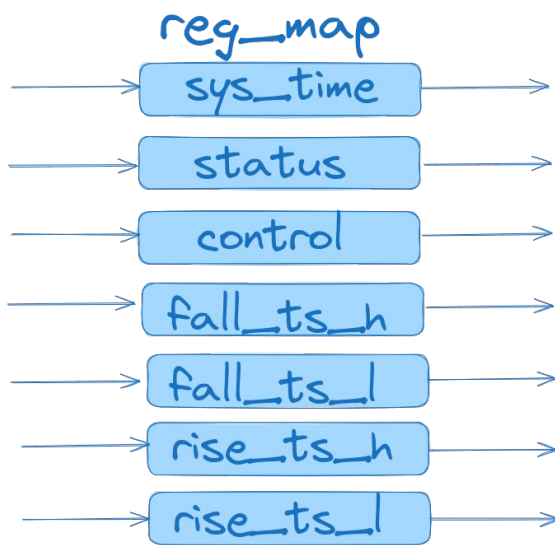 reg_map
sys_time
status
control
fall_ts_h
fall_ts_l
rise_ts_h
rise_ts_l